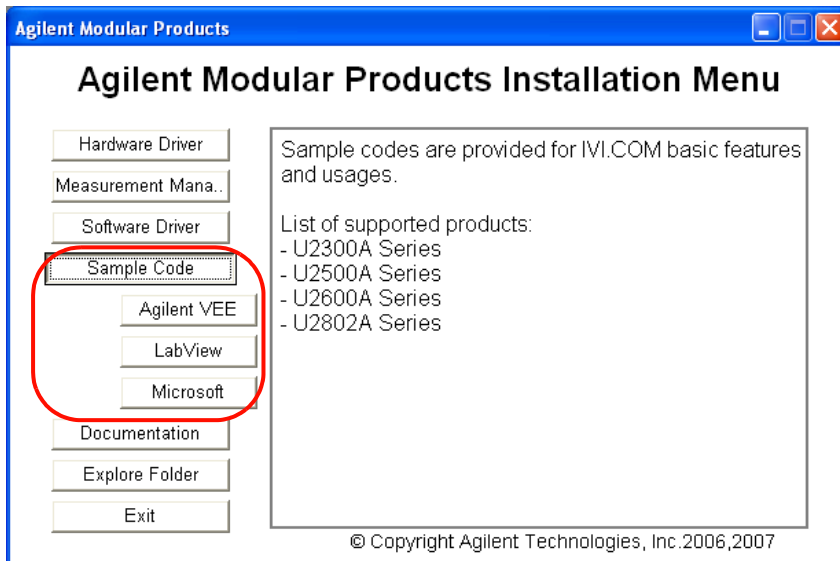 Agilent Modular Products
Agilent Modular Products Installation Menu
Hardware Driver
Measurement Mana..
Software Driver
Sample Code
Agilent VEE
LabView
Microsoft
Documentation
Explore Folder
Exit
Sample codes are provided for IVI.COM basic features
and usages.
List of supported products:
- U2300A Series
- U2500A Series
- U2600A Series
- U2802A Series
© Copyright Agilent Technologies, Inc.2006,2007